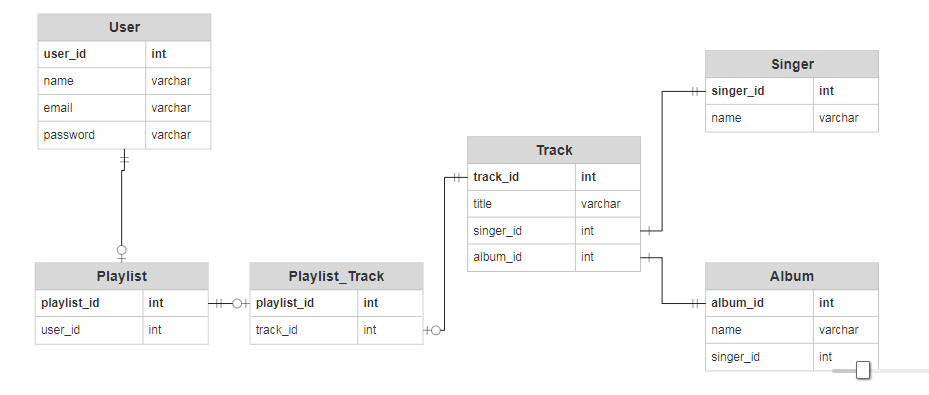 User
user_id int
name varchar
email varchar
password varchar
Singer
singer_id int
name varchar
Track
track_id int
title varchar
singer_id int
album_id int
Playlist
playlist_id int
user_id int
Playlist_Track
playlist_id int
track_id int
Album
album_id int
name varchar
singer_id int